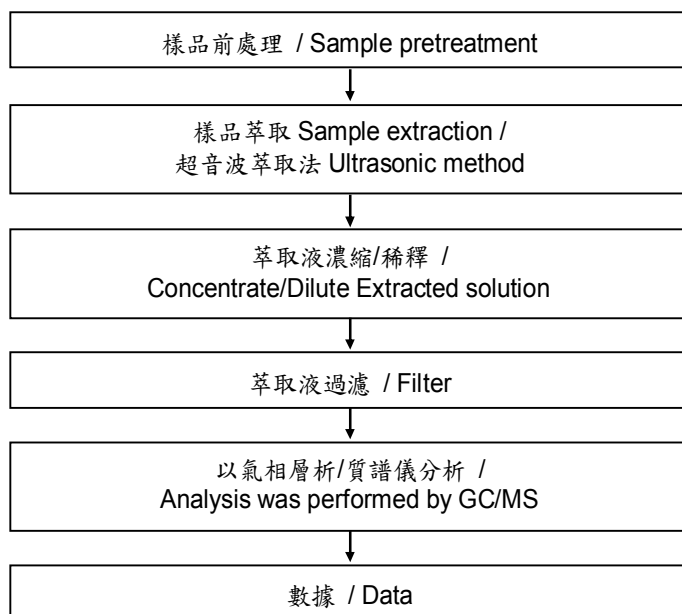 樣品前處理 / Sample pretreatment
樣品萃取 Sample extraction /
超音波萃取法 Ultrasonic method
萃取液濃縮/稀釋 /
Concentrate/Dilute Extracted solution
萃取液過濾 / Filter
以氣相層析/質譜儀分析 /
Analysis was performed by GC/MS
數據 / Data